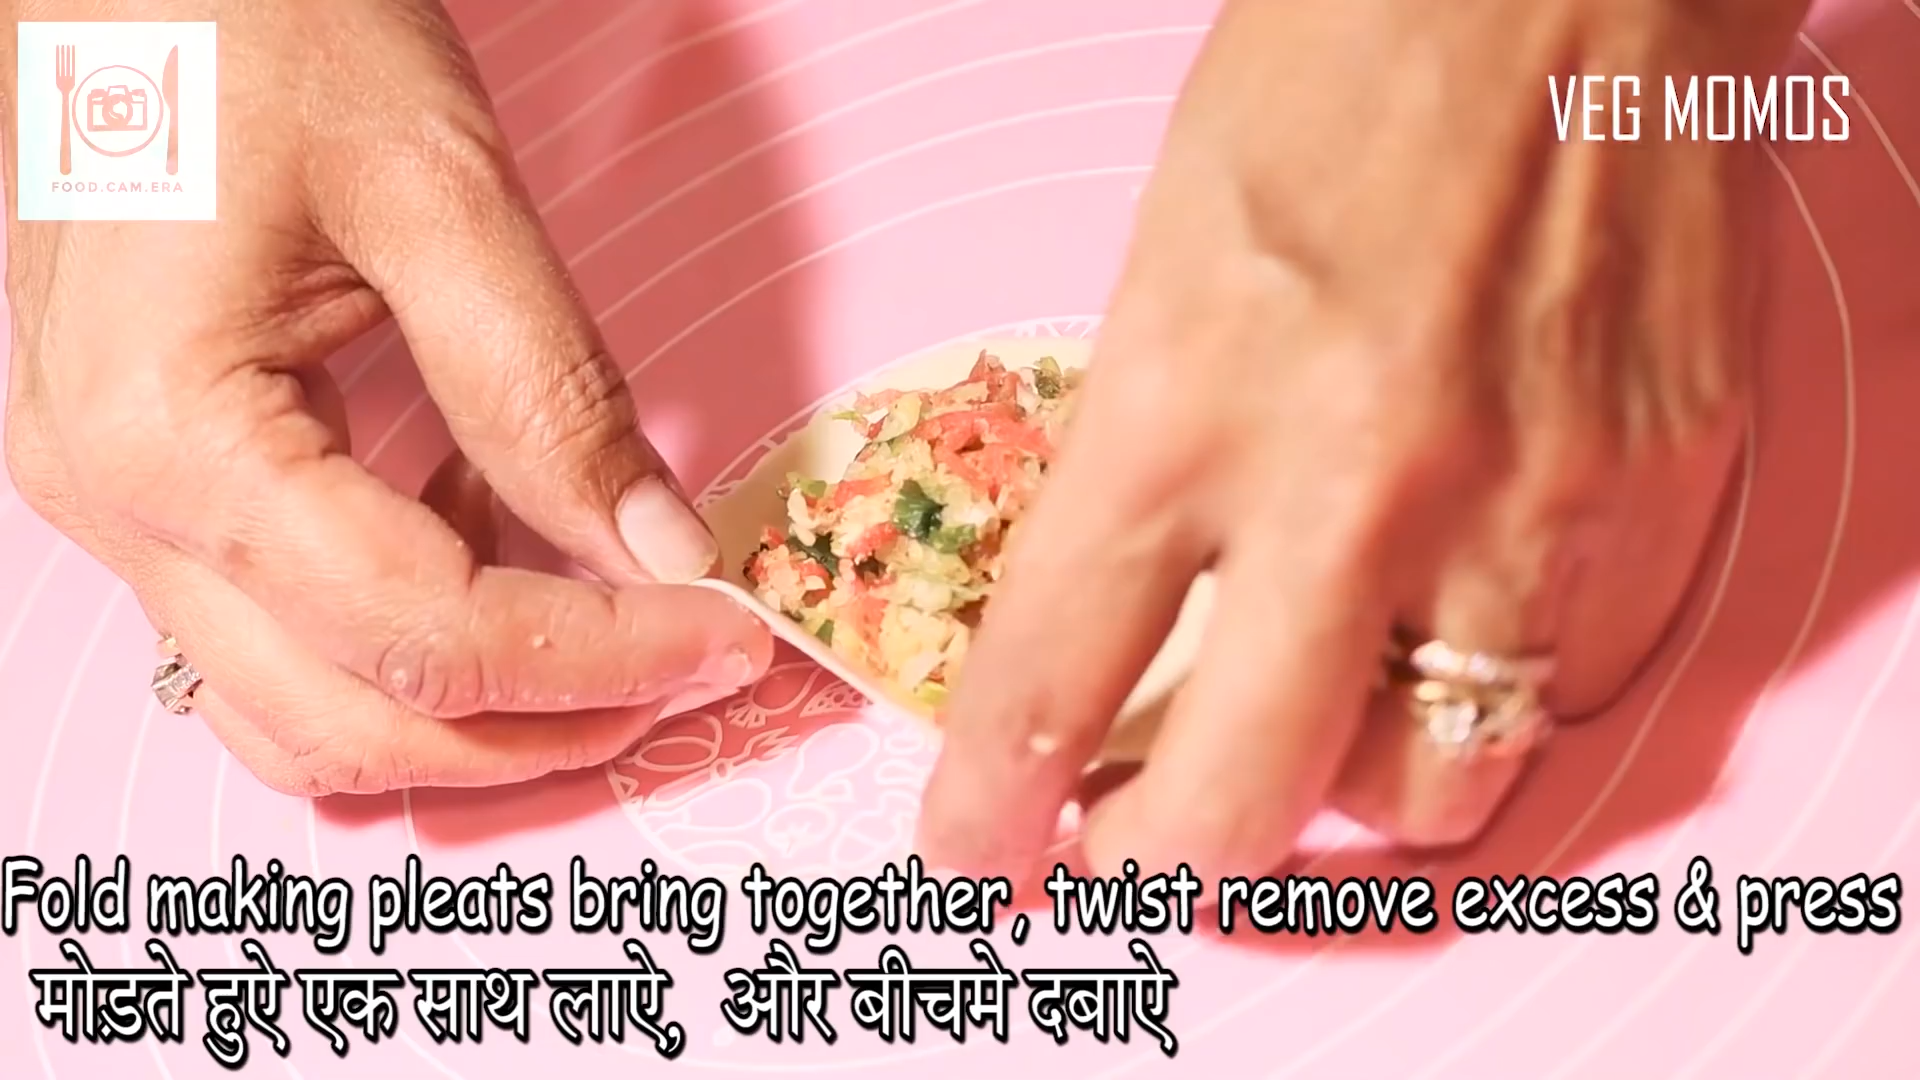 FOOD.CAM.ERA
VEG MOMOS
Fold making pleats bring together, twist remove excess & press
मोड़ते हुऐ एक साथ लाऐ, और बीचमे दबाऐ